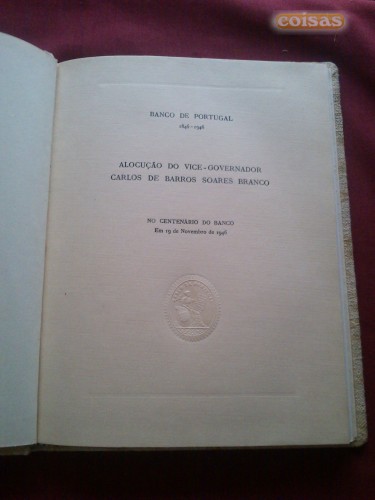 coisas
BANCO DE PORTUGAL
1846-1946
ALOCUÇÃO DO VICE-GOVERNADOR
CARLOS DE BARROS SOARES BRANCO
NO CENTENÁRIO DO BANCO
Em 19 de Novembro de 1946